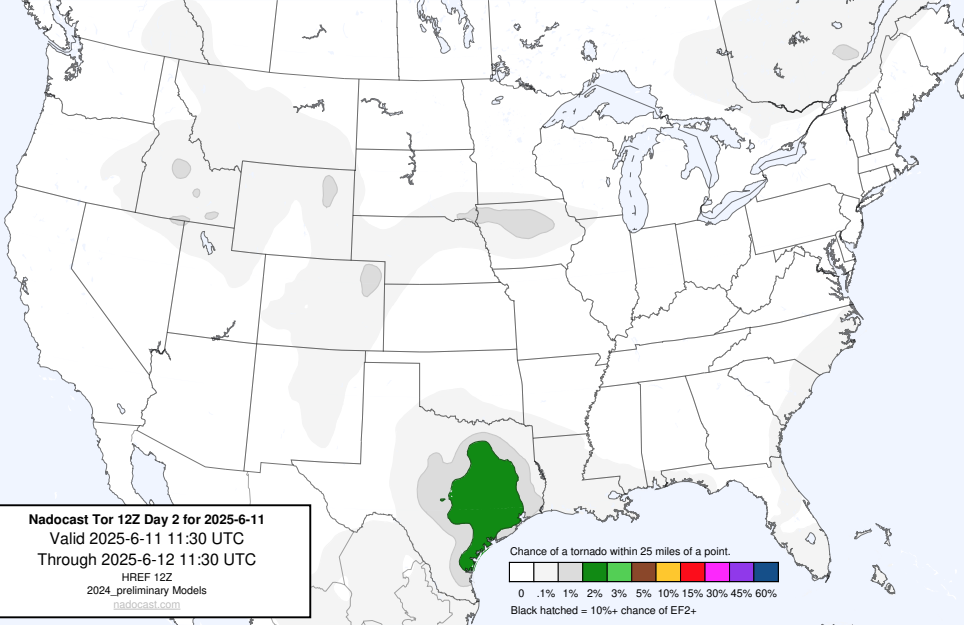 Nadocast Tor 12Z Day 2 for 2025-6-11
Valid 2025-6-11 11:30 UTC
Through 2025-6-12 11:30 UTC
HREF 12Z
2024_preliminary Models
nadocast.com
Chance of a tornado within 25 miles of a point.
0 .1% 1% 2% 3% 5% 10% 15% 30% 45% 60%
Black hatched = 10%+ chance of EF2+